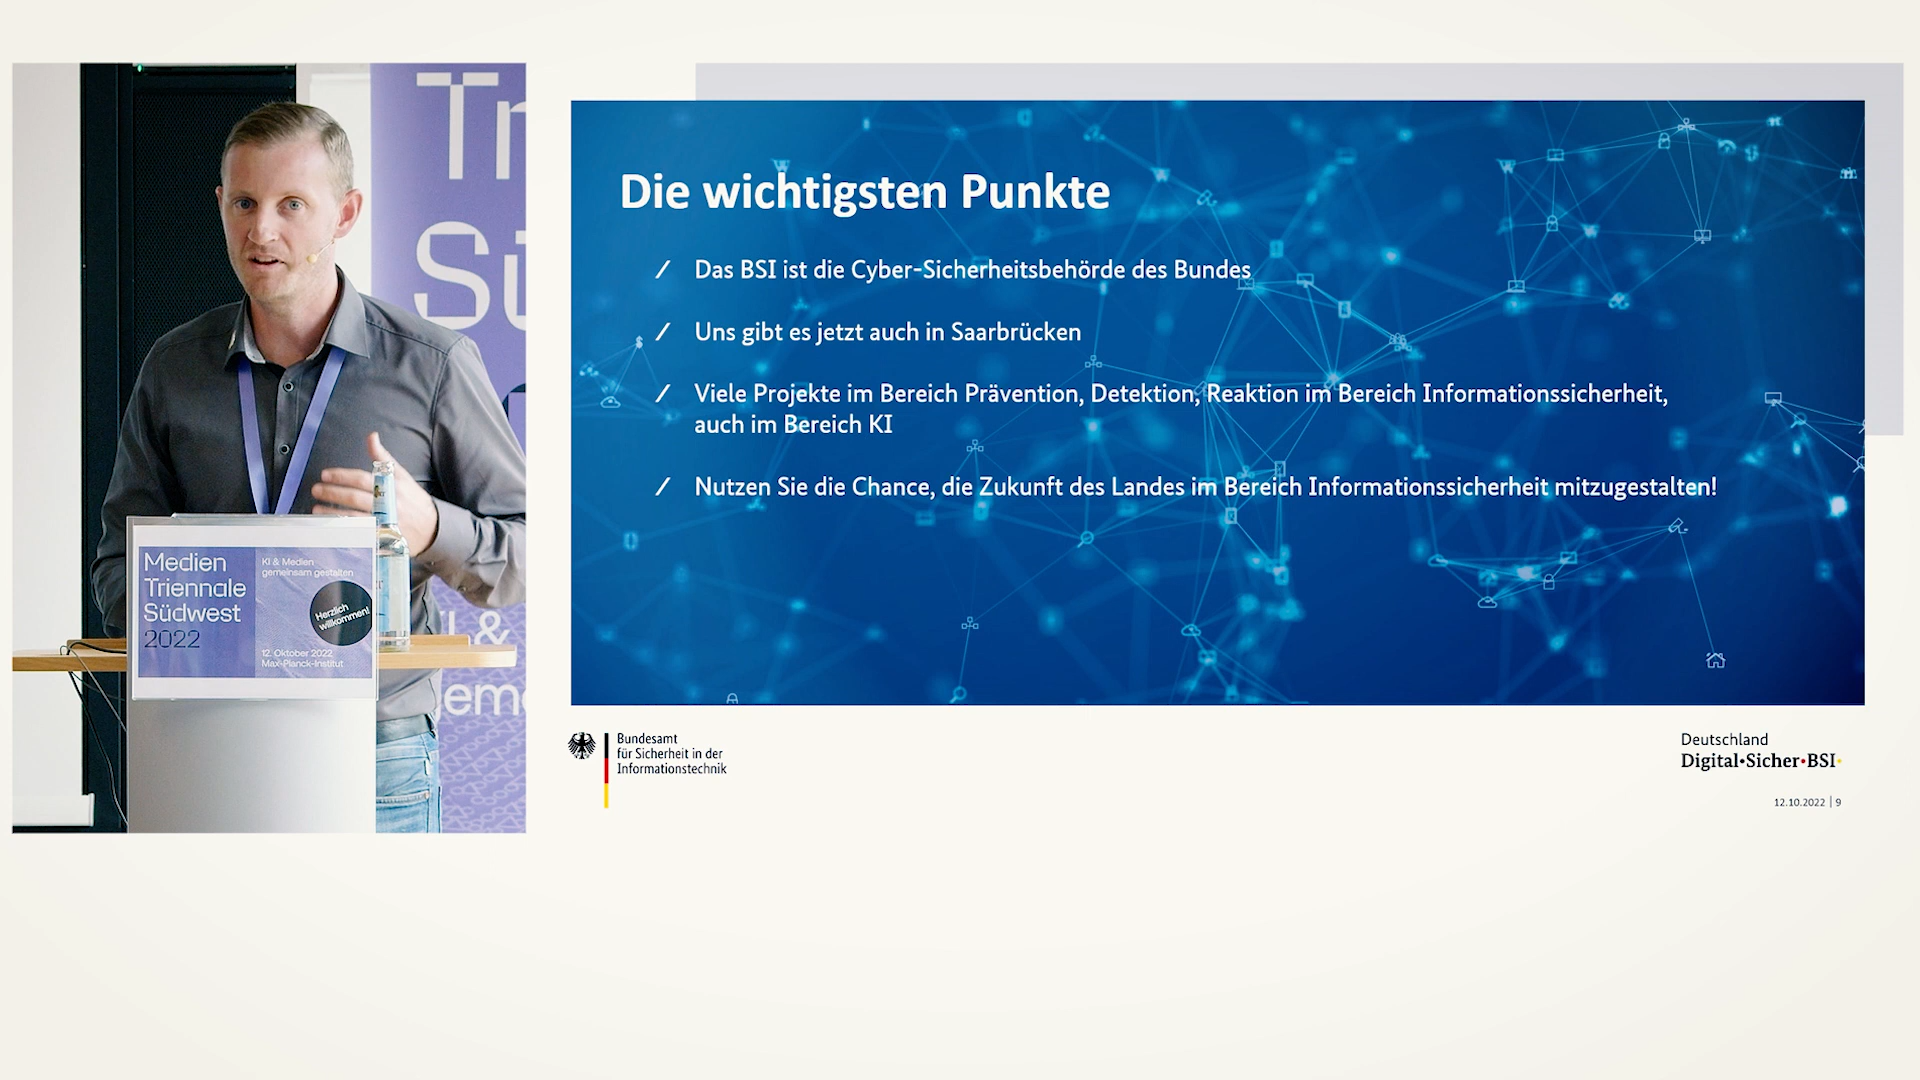 Tr
Sü
&
eme
Medien
Triennale
Südwest
2022
KI & Medien
gemeinsam gestalten
Herzlich
willkommen!
12. Oktober 2022
Max-Planck-Institut
Die wichtigsten Punkte
/ Das BSI ist die Cyber-Sicherheitsbehörde des Bundes
/ Uns gibt es jetzt auch in Saarbrücken
/ Viele Projekte im Bereich Prävention, Detektion, Reaktion im Bereich Informationssicherheit,
auch im Bereich KI
/ Nutzen Sie die Chance, die Zukunft des Landes im Bereich Informationssicherheit mitzugestalten!
Bundesamt
für Sicherheit in der
Informationstechnik
Deutschland
Digital•Sicher•BSI•
12.10.2022 | 9